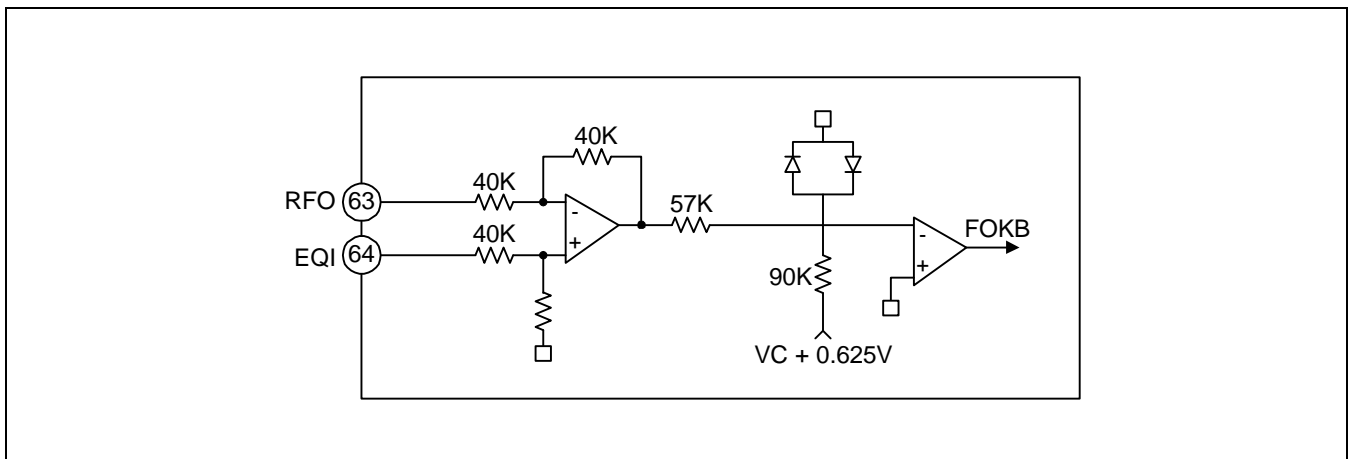 40K
RFO 63 40K -
57K FOKB
EQI 64 40K + -
90K +
VC + 0.625V